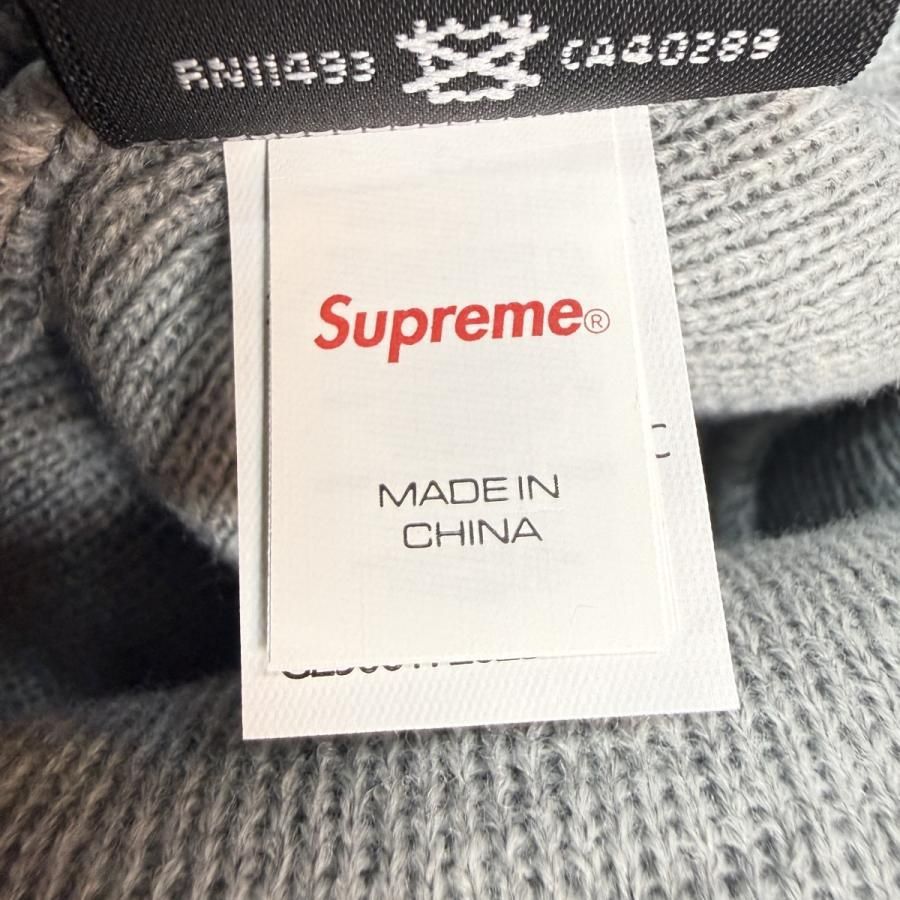 RN11493 CA40289
Supreme®
MADE IN
CHINA
C